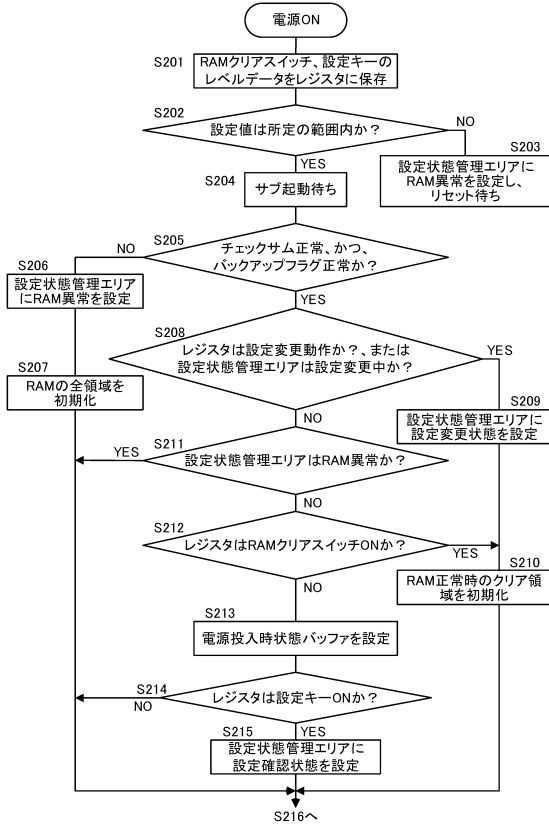 電源ON
S201
RAMクリアスイッチ、設定キーの
レベルデータをレジスタに保存
S202
設定値は所定の範囲内か？
NO
YES
S203
設定状態管理エリアに
RAM異常を設定し、
リセット待ち
S204
サブ起動待ち
S205
チェックサム正常、かつ、
バックアップフラグ正常か？
NO
YES
S206
設定状態管理エリア
にRAM異常を設定
S207
RAMの全領域を
初期化
S208
レジスタは設定変更動作か？、または
設定状態管理エリアは設定変更中か？
YES
NO
S209
設定状態管理エリアに
設定変更状態を設定
S211
設定状態管理エリアはRAM異常か？
YES
NO
S212
レジスタはRAMクリアスイッチONか？
YES
NO
S210
RAM正常時のクリア領
域を初期化
S213
電源投入時状態バッファを設定
S214
レジスタは設定キーONか？
NO
YES
S215
設定状態管理エリアに
設定確認状態を設定
S216へ